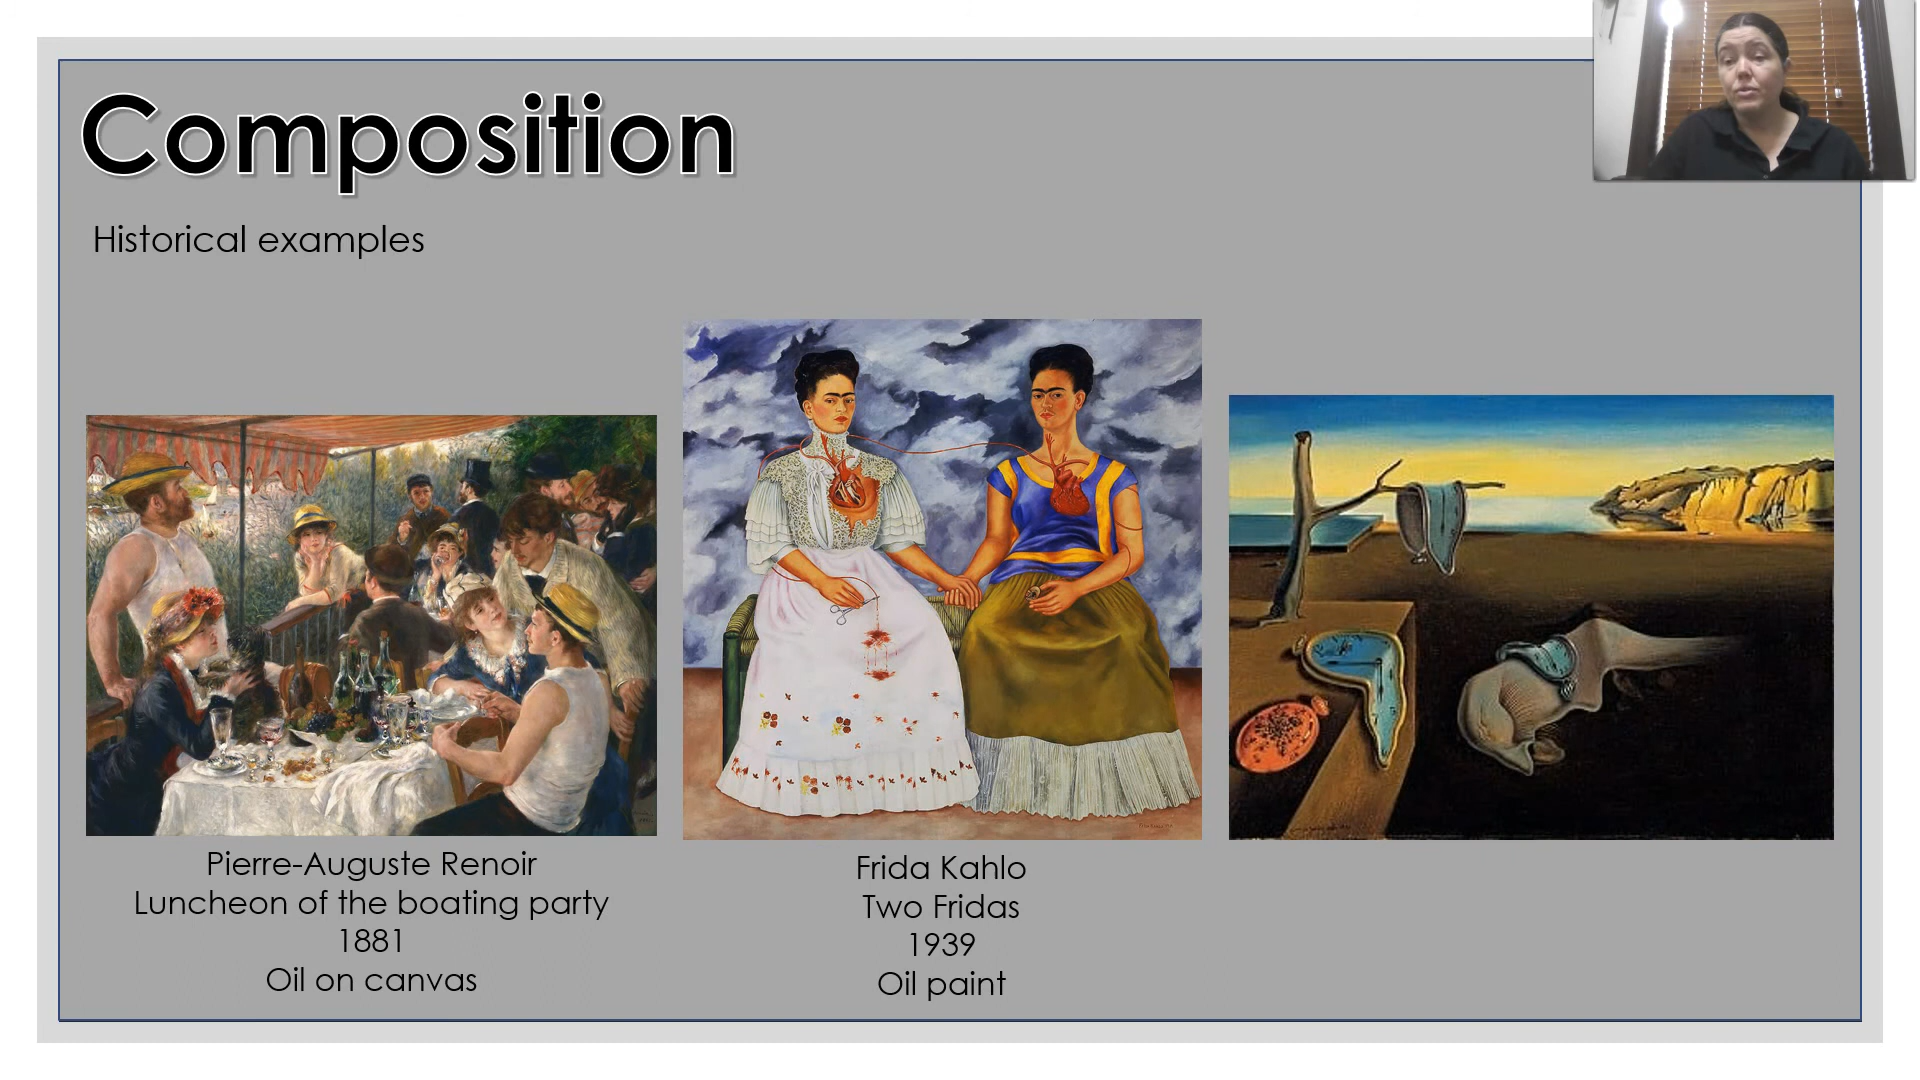 Composition
Historical examples
Pierre-Auguste Renoir
Luncheon of the boating party
1881
Oil on canvas
Frida Kahlo
Two Fridas
1939
Oil paint